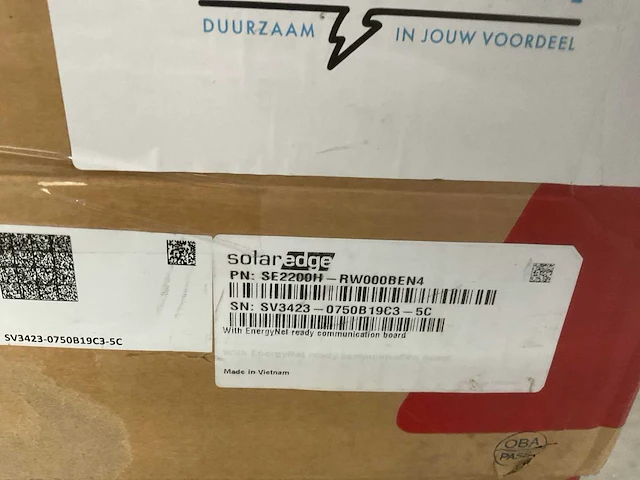 DUURZAAM IN JOUW VOORDEEL
solaredge
PN: SE2200H-RW000BEN4
SN: SV3423-0750B19C3-5C
With EnergyNet ready communication board
Made in Vietnam
SV3423-0750B19C3-5C
OBA